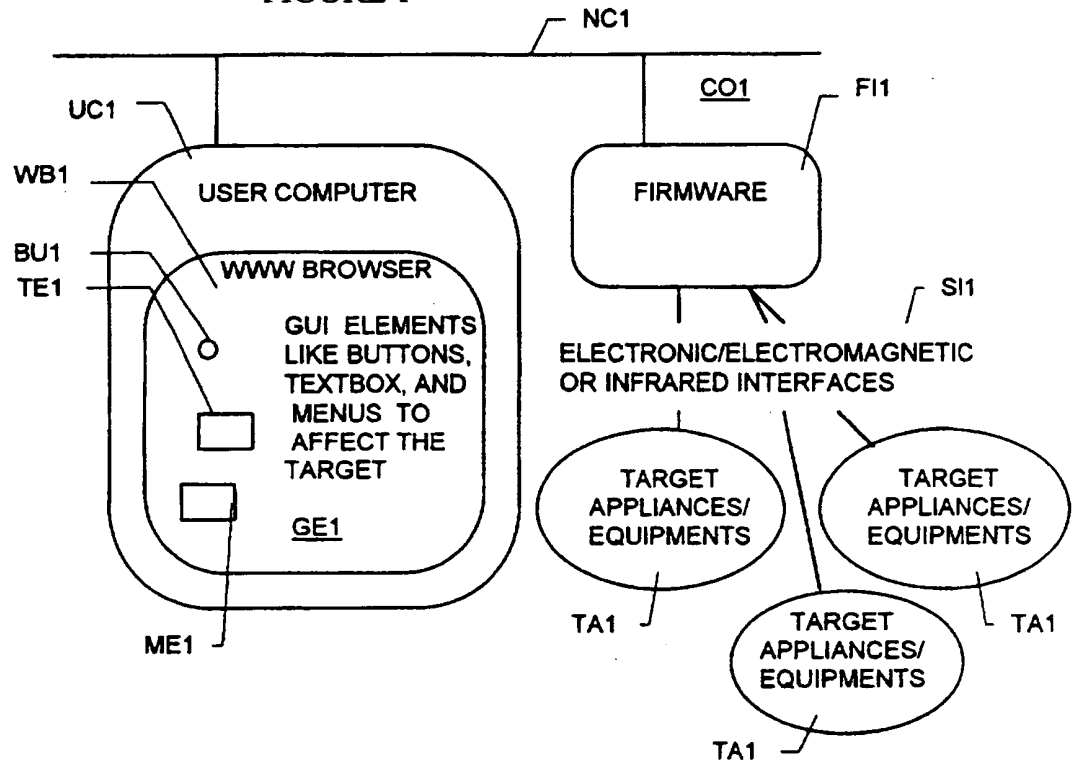 NC1
CO1
FI1
UC1
WB1
USER COMPUTER
FIRMWARE
BU1
TE1
WWW BROWSER
SI1
GUI ELEMENTS
LIKE BUTTONS,
TEXTBOX, AND
MENUS TO
AFFECT THE
TARGET
GE1
ELECTRONIC/ELECTROMAGNETIC
OR INFRARED INTERFACES
TARGET
APPLIANCES/
EQUIPMENTS
TARGET
APPLIANCES/
EQUIPMENTS
TA1
TA1
ME1
TARGET
APPLIANCES/
EQUIPMENTS
TA1